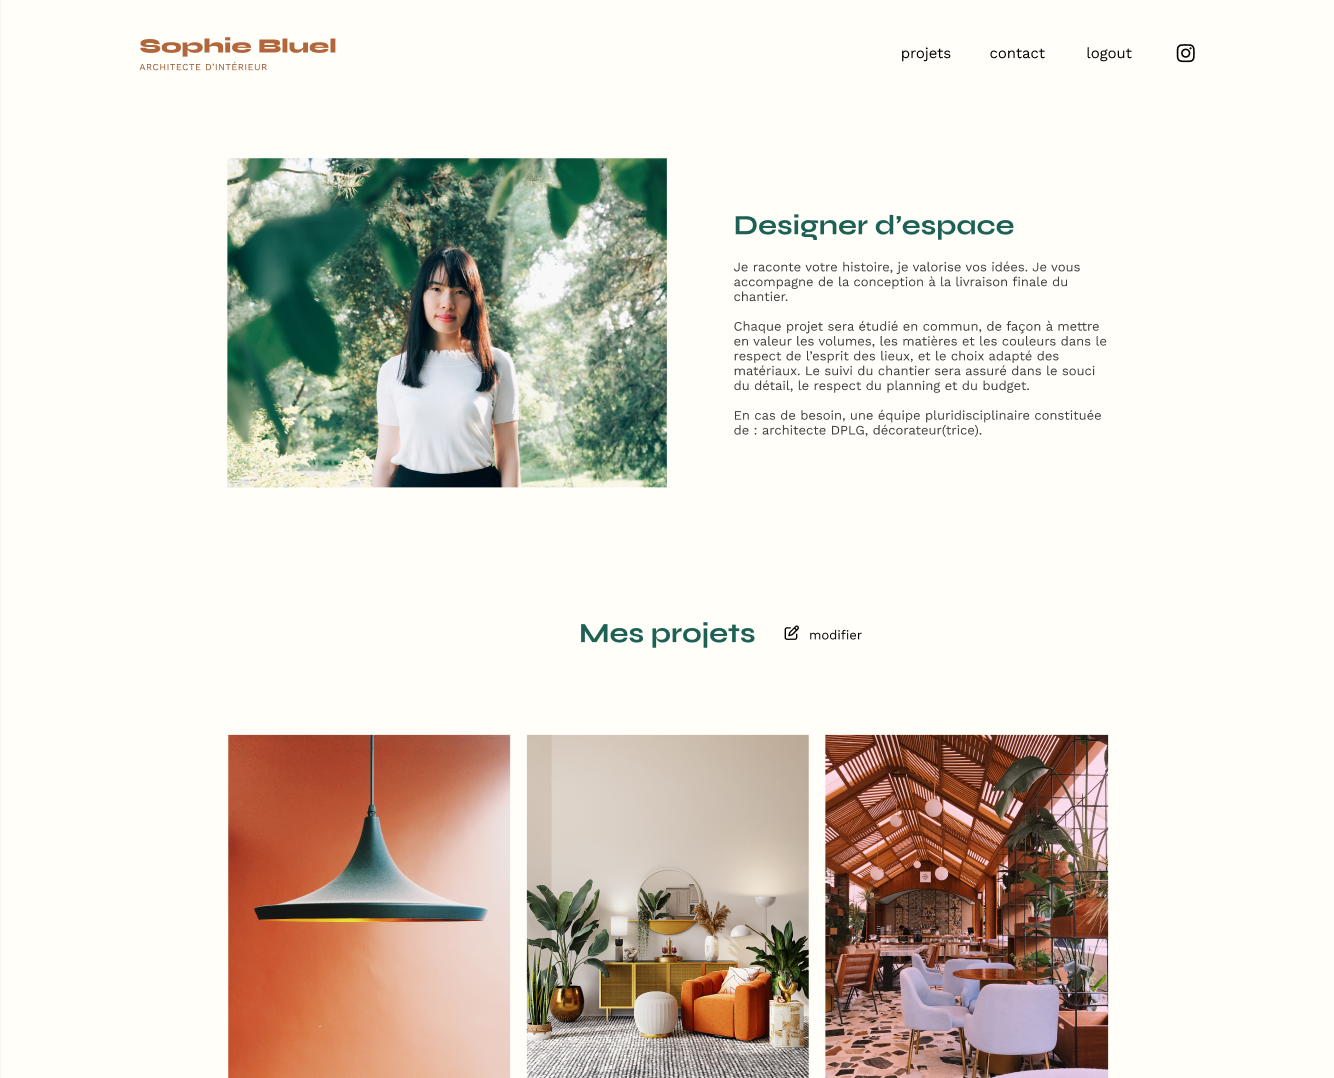 Sophie Bluel
ARCHITECTE D'INTÉRIEUR
projets contact logout
Designer d’espace
Je raconte votre histoire, je valorise vos idées. Je vous
accompagne de la conception à la livraison finale du
chantier.
Chaque projet sera étudié en commun, de façon à mettre
en valeur les volumes, les matières et les couleurs dans le
respect de l’esprit des lieux, et le choix adapté des
matériaux. Le suivi du chantier sera assuré dans le souci
du détail, le respect du planning et du budget.
En cas de besoin, une équipe pluridisciplinaire constituée
de : architecte DPLG, décorateur(trice).
Mes projets
modifier